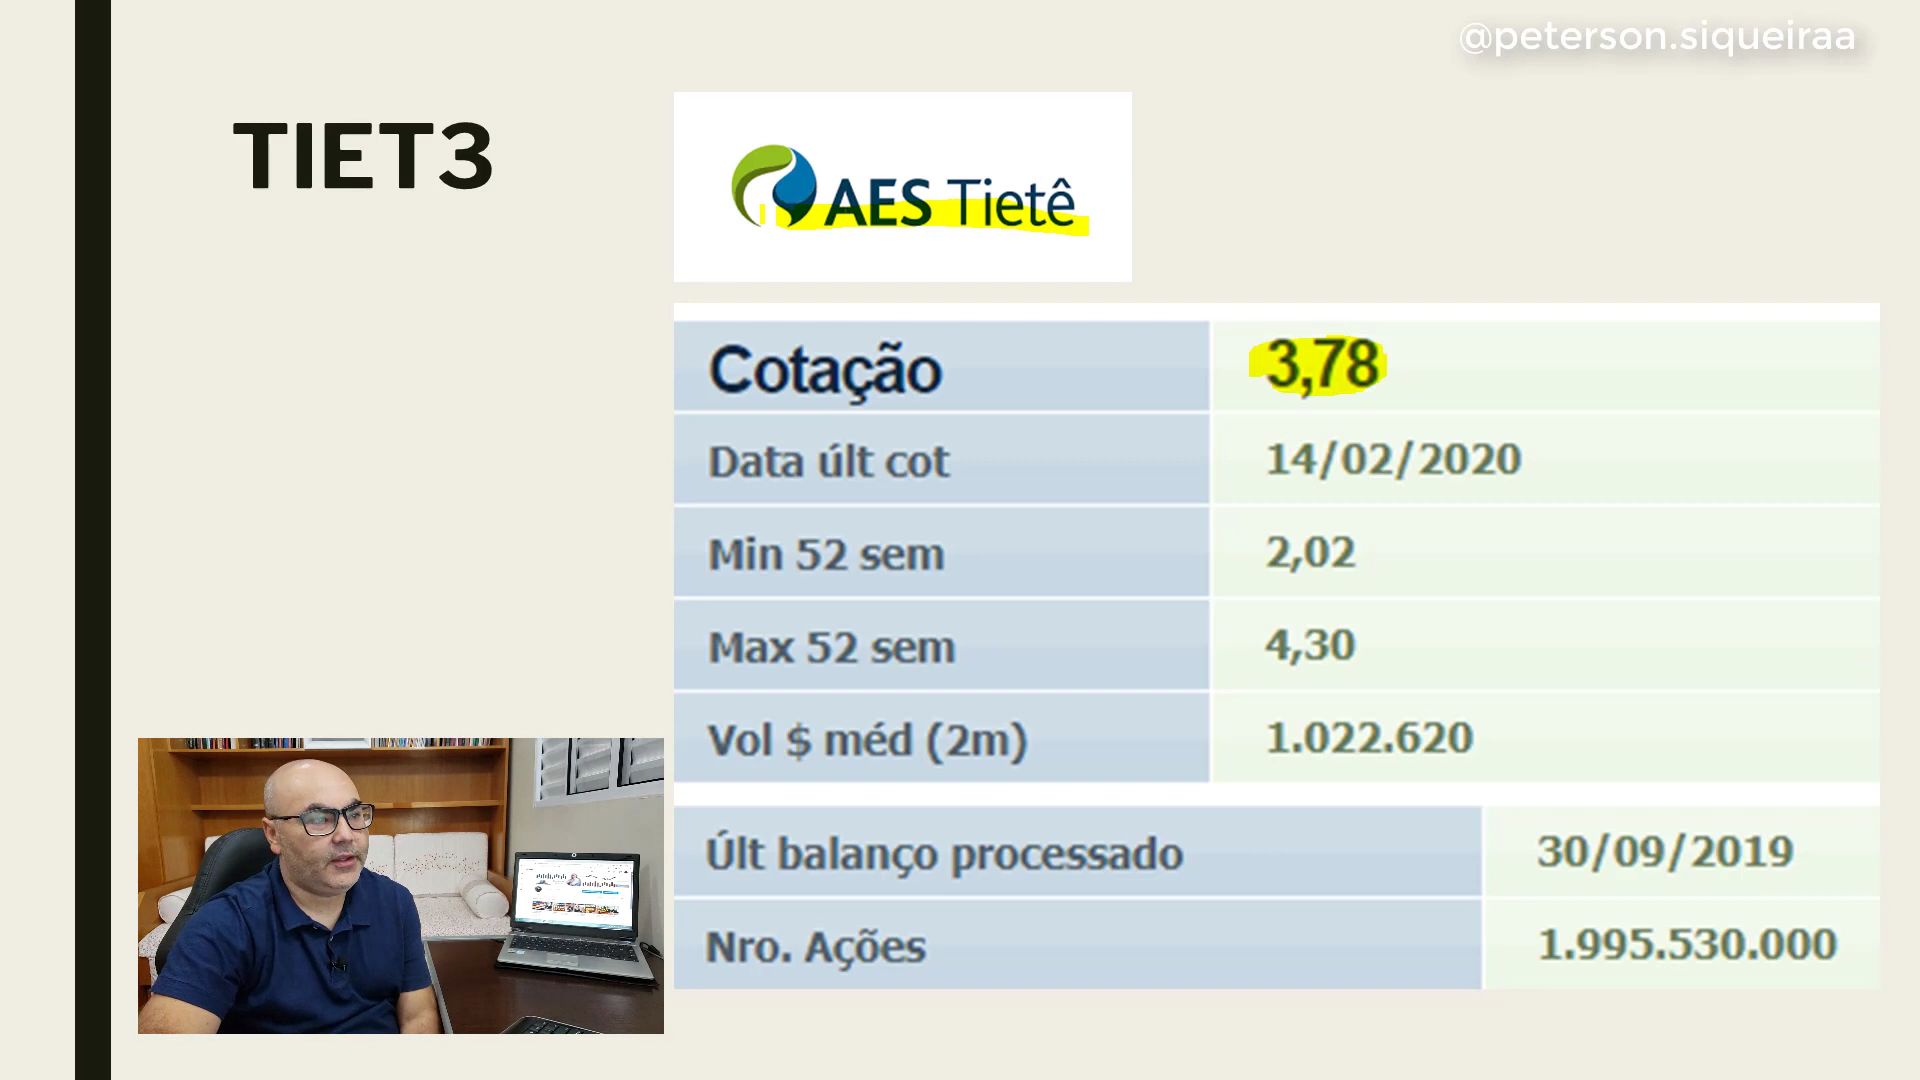 @peterson.siqueiraa
TIET3
AES Tietê
Cotação 3,78
Data últ cot 14/02/2020
Min 52 sem 2,02
Max 52 sem 4,30
Vol $ méd (2m) 1.022.620
Últ balanço processado 30/09/2019
Nro. Ações 1.995.530.000